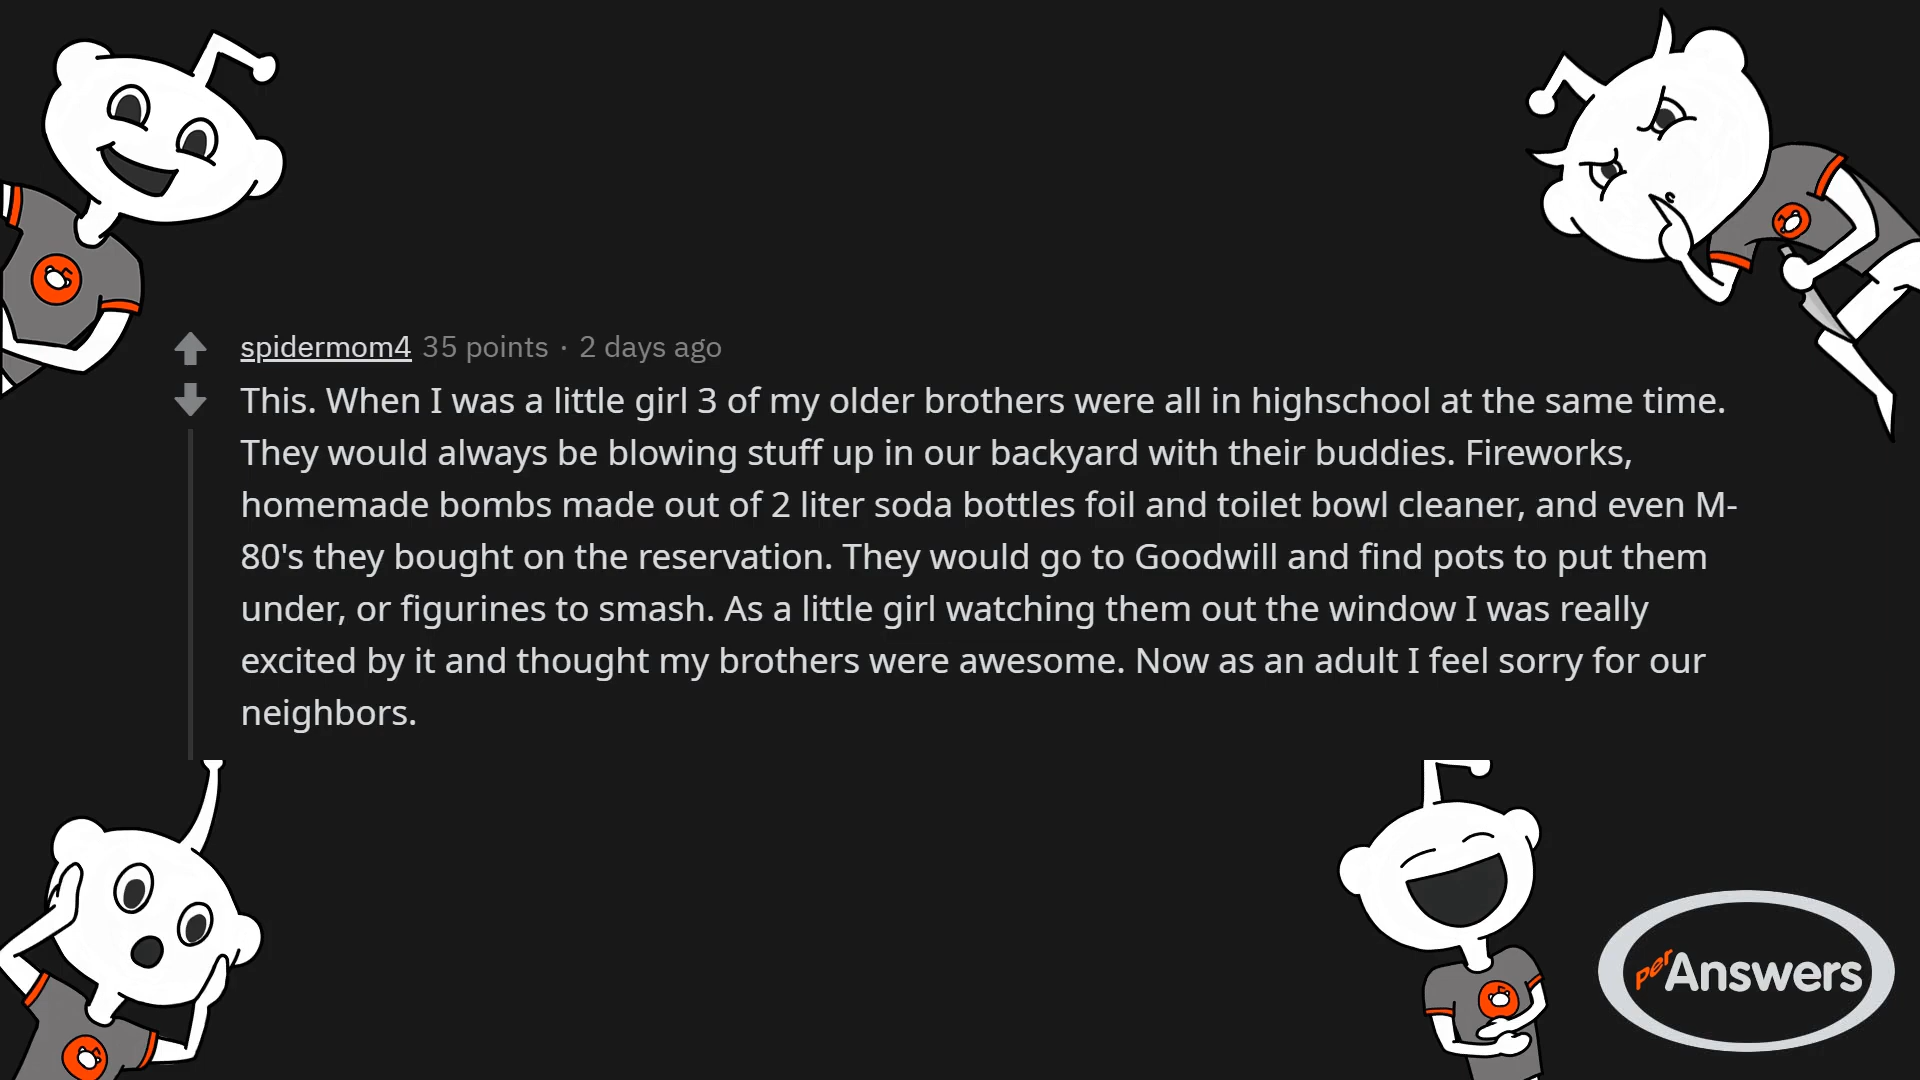 spidermom4 35 points · 2 days ago
This. When I was a little girl 3 of my older brothers were all in highschool at the same time.
They would always be blowing stuff up in our backyard with their buddies. Fireworks,
homemade bombs made out of 2 liter soda bottles foil and toilet bowl cleaner, and even M-
80's they bought on the reservation. They would go to Goodwill and find pots to put them
under, or figurines to smash. As a little girl watching them out the window I was really
excited by it and thought my brothers were awesome. Now as an adult I feel sorry for our
neighbors.
perAnswers